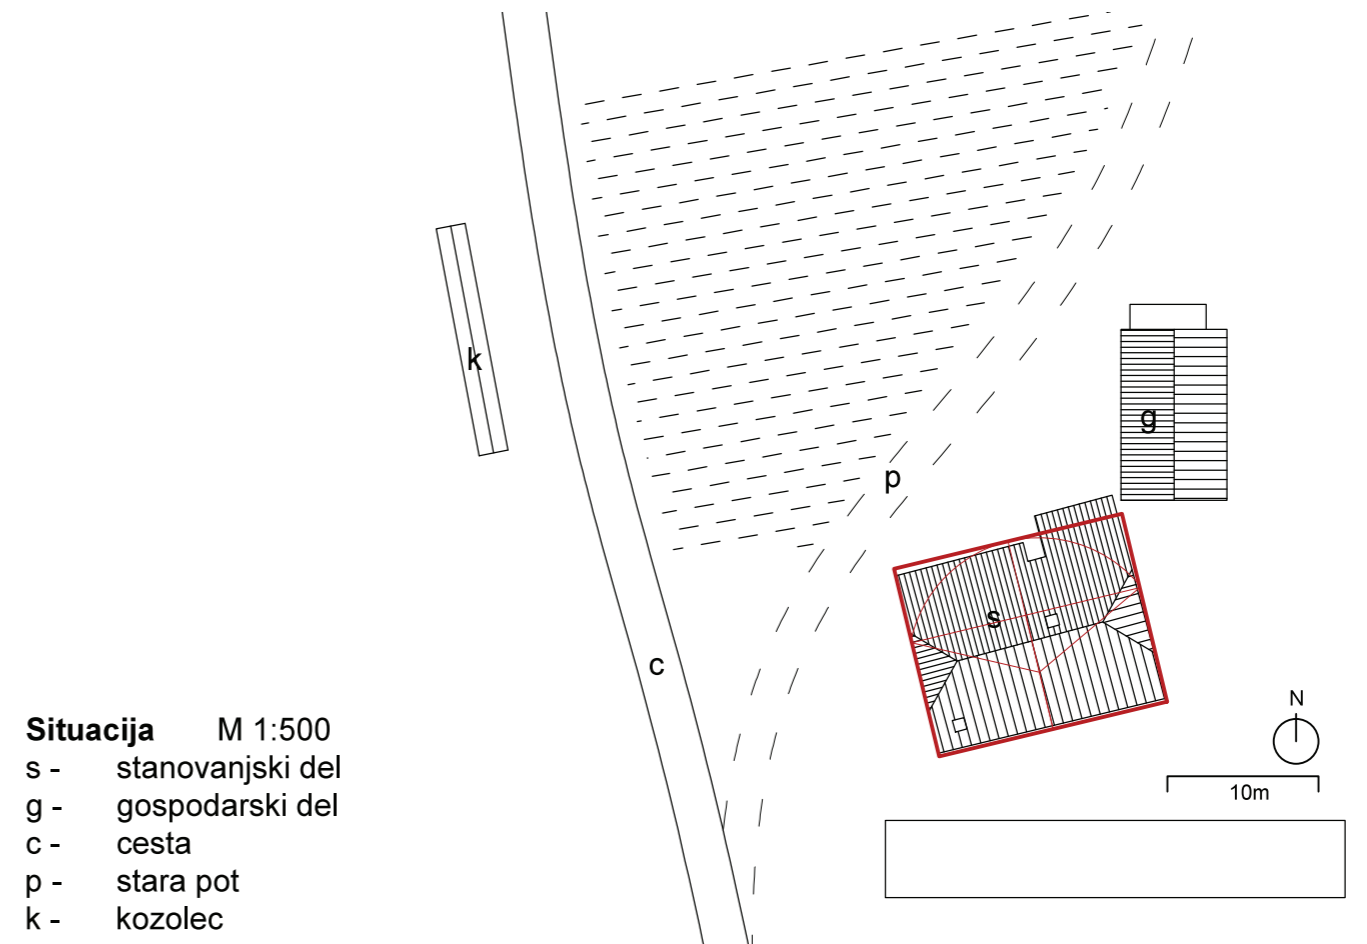 k
g
p
s
c
N
10m
Situacija M 1:500
s - stanovanjski del
g - gospodarski del
c - cesta
p - stara pot
k - kozolec